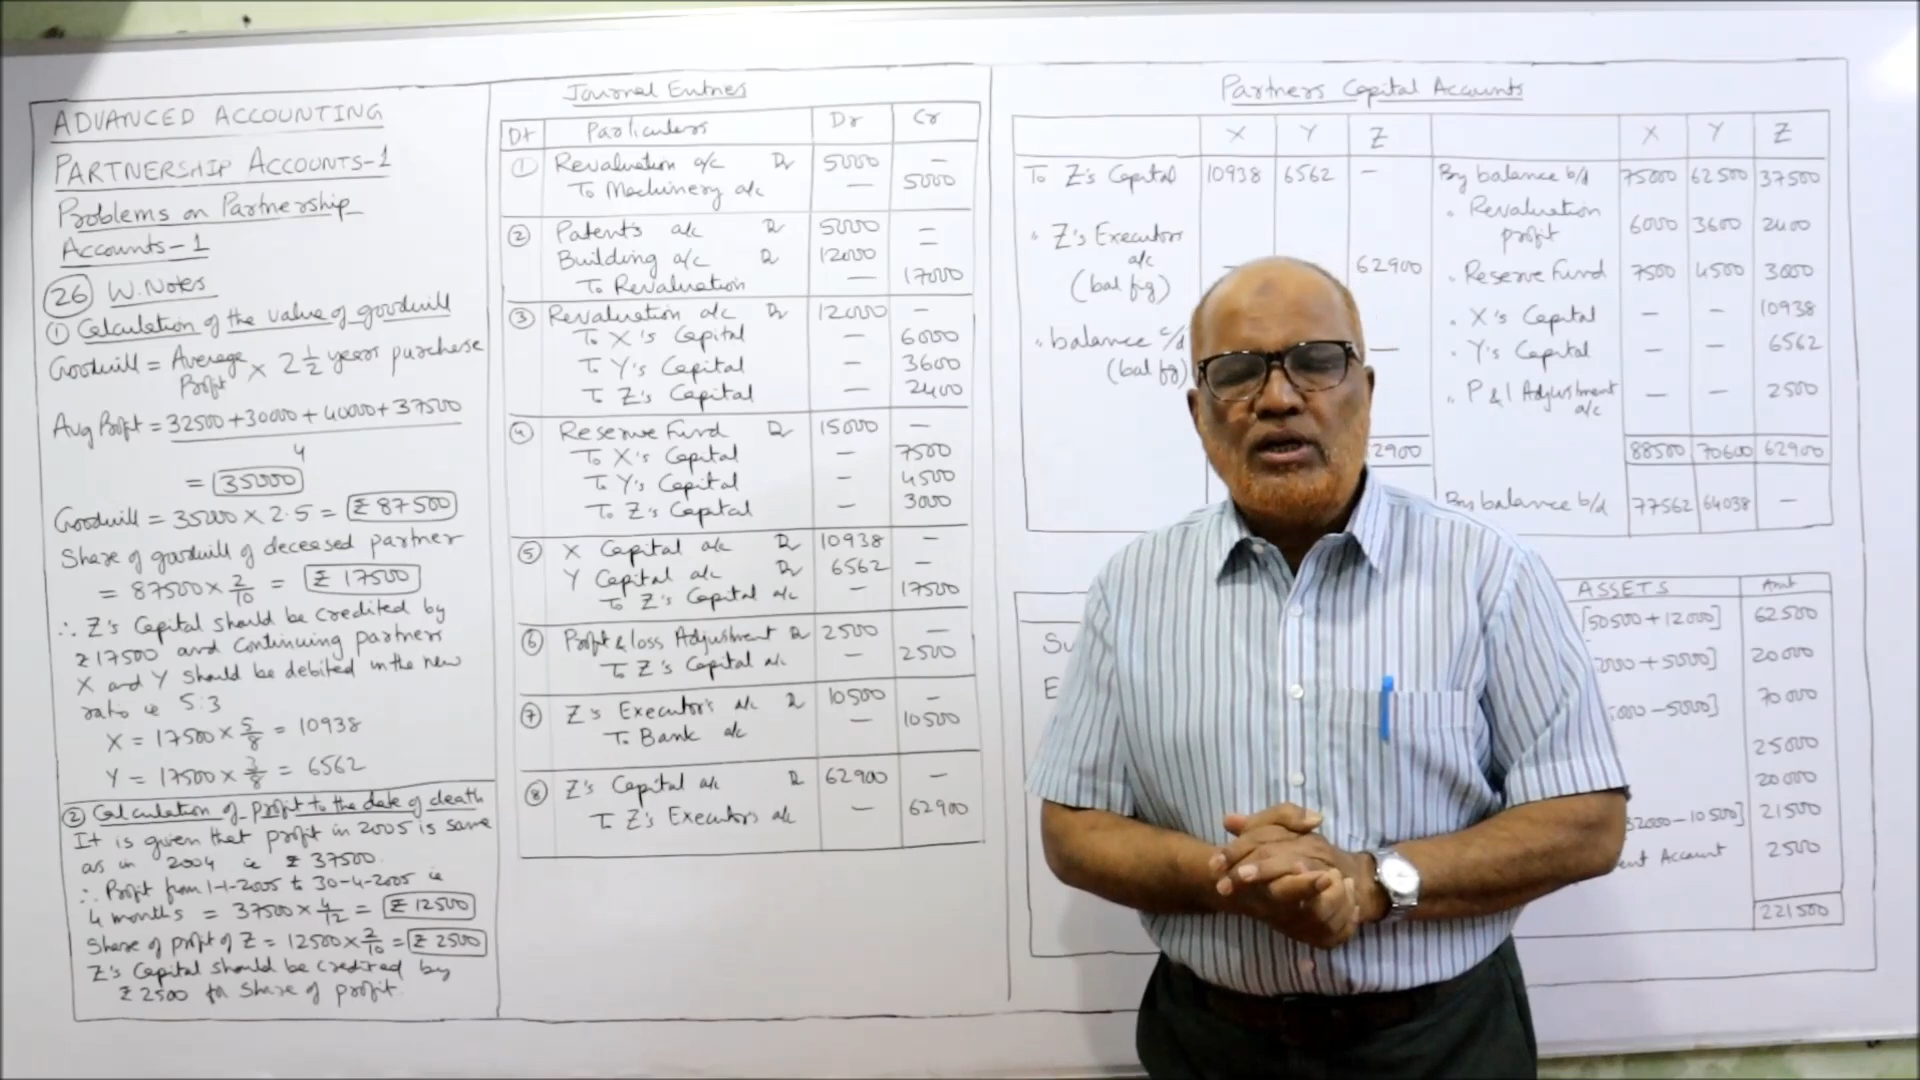 ADVANCED ACCOUNTING
PARTNERSHIP ACCOUNTS-1
Problems on Partnership
Accounts-1
26 W.Notes
① Calculation of the value of goodwill
Goodwill = Average Profit × 2 1/2 years purchase
Avg Profit = 32500+30000+40000+37500
4
= 35000
Goodwill = 35000 × 2.5 = ₹ 87500
Share of goodwill of deceased partner
= 87500 × 2/10 = ₹ 17500
∴ Z's Capital should be credited by
₹ 17500 and Continuing partners
X and Y should be debited in the new
ratio ie 5:3
X = 17500 × 5/8 = 10938
Y = 17500 × 3/8 = 6562
② Calculation of profit to the date of death
It is given that profit in 2005 is same
as in 2004 ie ₹ 37500
∴ Profit from 1-1-2005 to 30-4-2005 ie
4 months = 37500 × 4/12 = ₹ 12500
Share of profit of Z = 12500 × 2/10 = ₹ 2500
Z's Capital should be credited by
₹ 2500 for share of profit.
Journal Entries
Dt Particulars Dr Cr
① Revaluation a/c Dr 5000 —
To Machinery a/c — 5000
② Patents a/c Dr 5000 —
Building a/c Dr 12000 —
To Revaluation — 17000
③ Revaluation a/c Dr 12000 —
To X's Capital — 6000
To Y's Capital — 3600
To Z's Capital — 2400
④ Reserve Fund Dr 15000 —
To X's Capital — 7500
To Y's Capital — 4500
To Z's Capital — 3000
⑤ X Capital a/c Dr 10938 —
Y Capital a/c Dr 6562 —
To Z's Capital a/c — 17500
⑥ Profit & loss Adjustment Dr 2500 —
To Z's Capital a/c — 2500
⑦ Z's Executor's a/c Dr 10500 —
To Bank a/c — 10500
⑧ Z's Capital a/c Dr 62900 —
To Z's Executors a/c — 62900
Partners Capital Accounts
X Y Z X Y Z
To Z's Capital 10938 6562 — By balance b/d 75000 62500 37500
" Revaluation profit 6000 3600 2400
" Z's Executor a/c (bal fig) — 62900
" Reserve Fund 7500 4500 3000
" X's Capital — — 10938
" balance c/d (bal fig) —
" Y's Capital — — 6562
" P & l Adjustment a/c — — 2500
2900 88500 70600 62900
By balance b/d 77562 64038 —
ASSETS Amt
[50500+12000] 62500
000+5000] 20000
5000-5000] 70000
25000
20000
32000-10500] 21500
ent Account 2500
221500